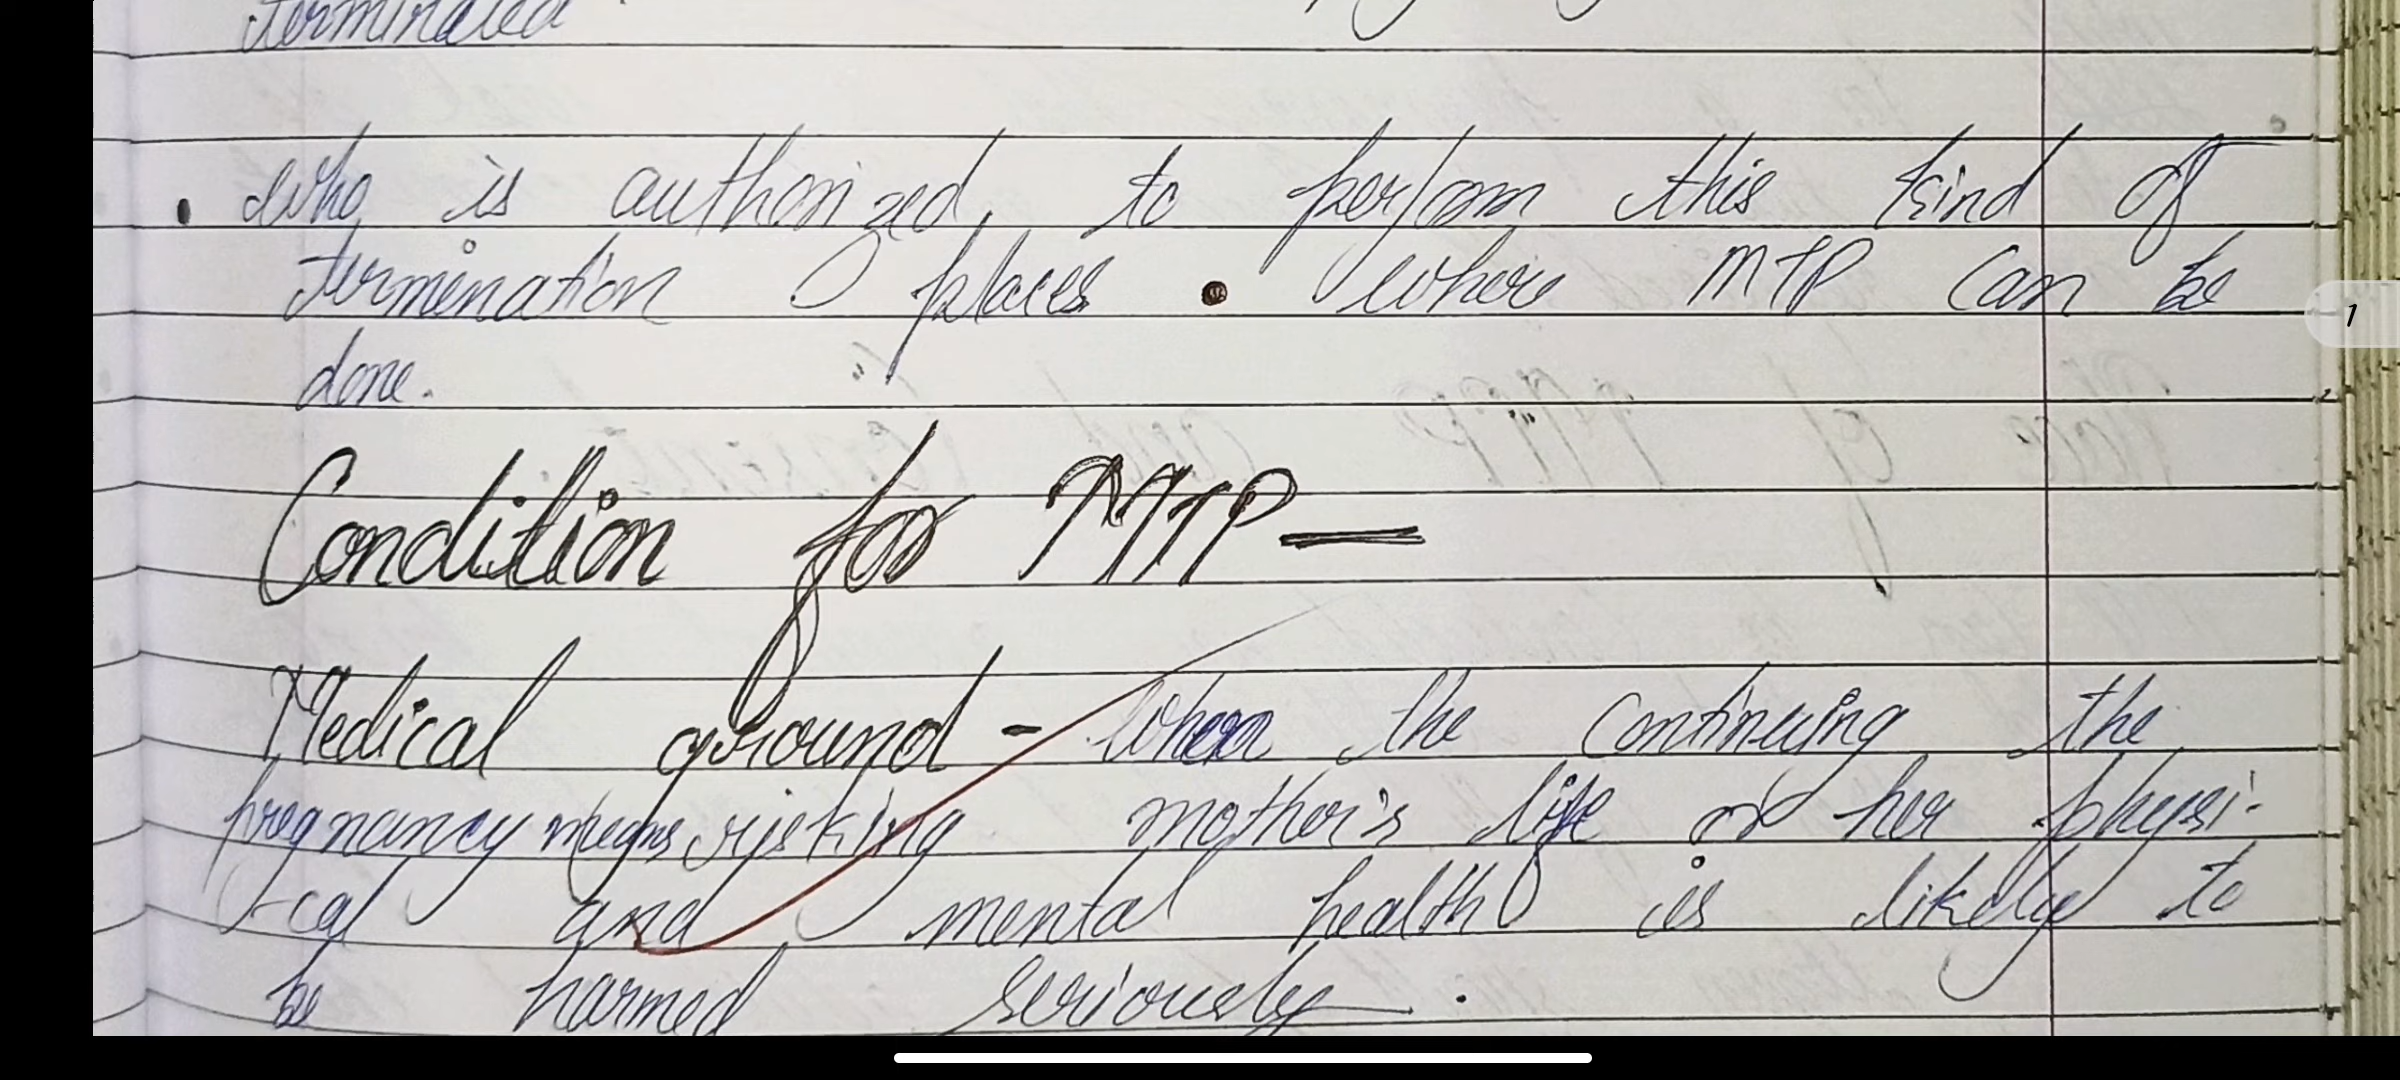 terminated
• who is authorized to perform this kind of
termination places • where MTP can be
done.
Condition for MTP —
Medical ground - when the continuing the
pregnancy means risking mother's life or her physi-
-cal and mental health is likely to
be harmed seriously.
1